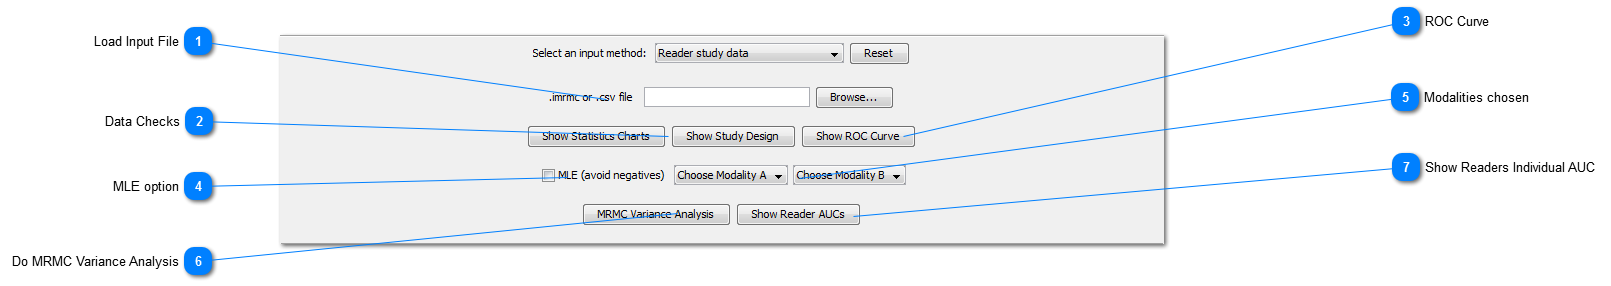 3 ROC Curve
Load Input File 1
Select an input method: Reader study data Reset
.imrmc or .csv file Browse... 5 Modalities chosen
Data Checks 2
Show Statistics Charts Show Study Design Show ROC Curve
7 Show Readers Individual AUC
MLE option 4 MLE (avoid negatives) Choose Modality A Choose Modality B
MRMC Variance Analysis Show Reader AUCs
Do MRMC Variance Analysis 6